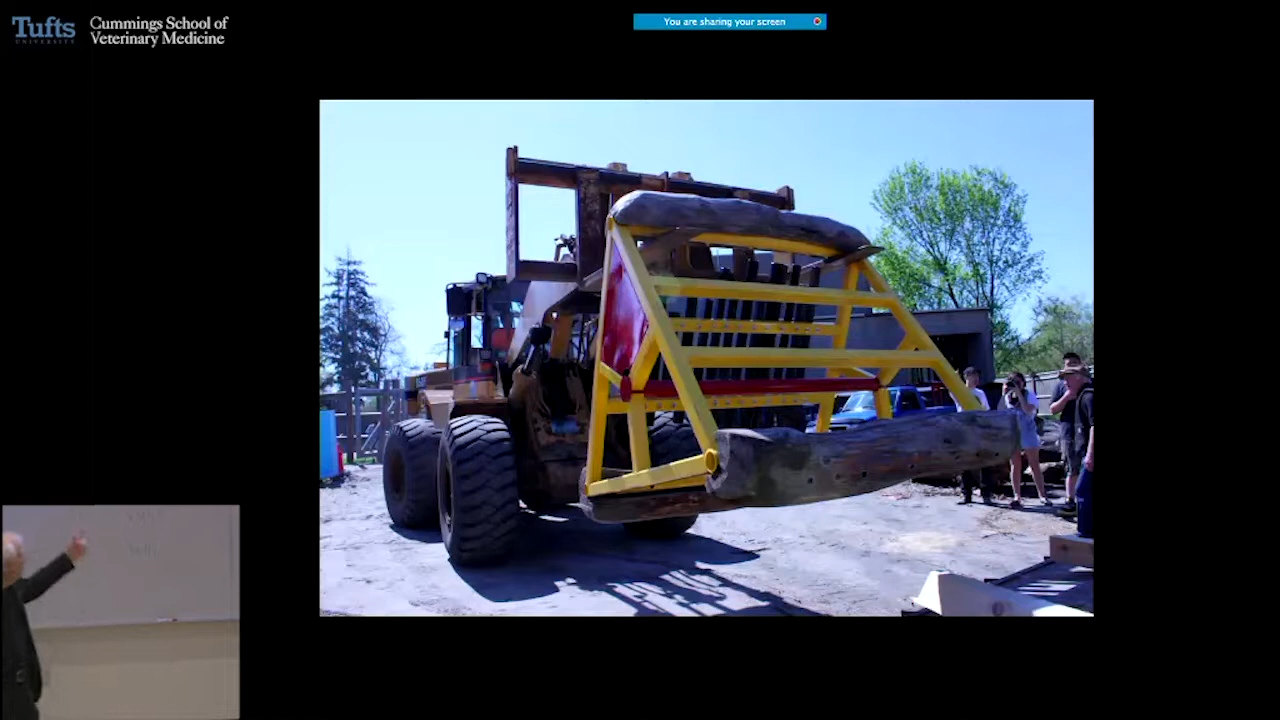 Tufts
UNIVERSITY
Cummings School of
Veterinary Medicine
You are sharing your screen